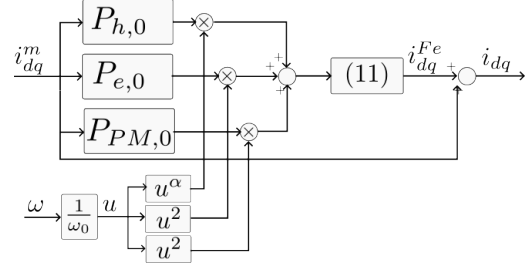 P_{h,0}
i_{dq}^{m} P_{e,0} + + + (11) i_{dq}^{Fe} + i_{dq}
P_{PM,0}
ω \frac{1}{ω_0} u u^α
u^2
u^2